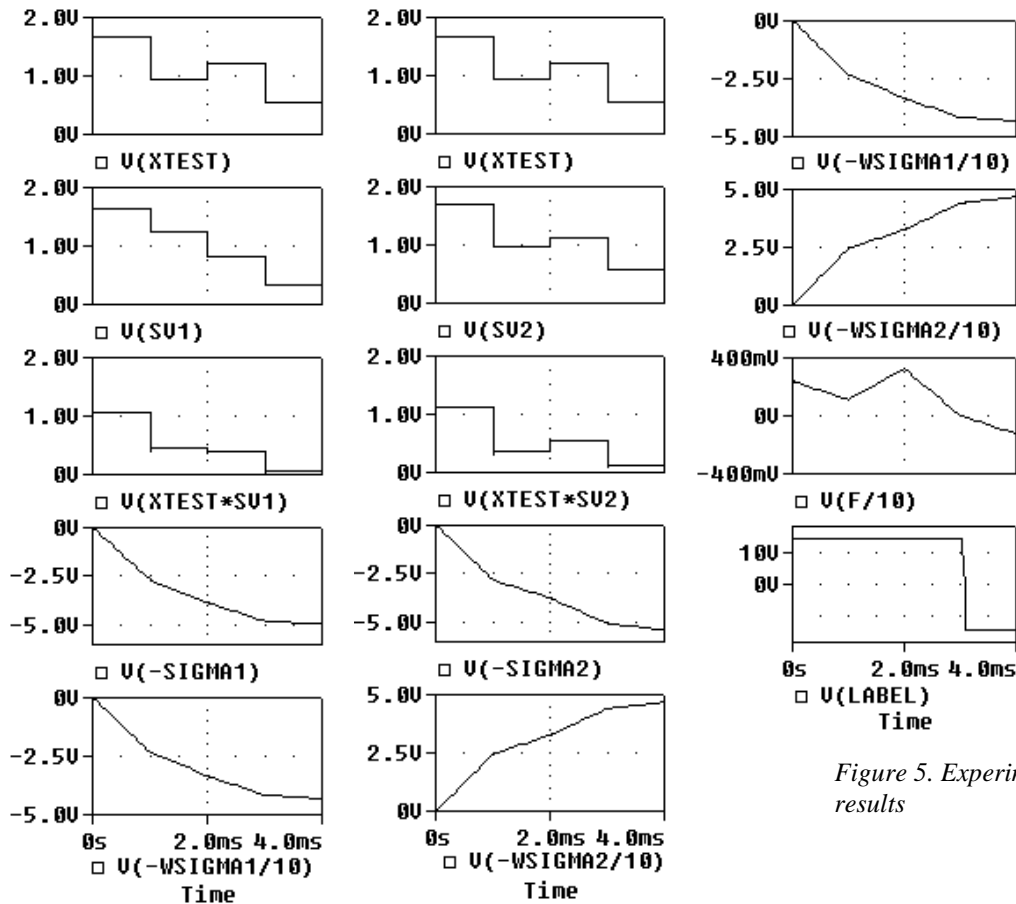 2.0V
1.0V
0V
V(XTEST)
2.0V
1.0V
0V
V(SV1)
2.0V
1.0V
0V
V(XTEST*SV1)
0V
-2.5V
-5.0V
V(-SIGMA1)
0V
-2.5V
-5.0V
0s 2.0ms 4.0ms
V(-WSIGMA1/10)
Time
2.0V
1.0V
0V
V(XTEST)
2.0V
1.0V
0V
V(SV2)
2.0V
1.0V
0V
V(XTEST*SV2)
0V
-2.5V
-5.0V
V(-SIGMA2)
5.0V
2.5V
0V
0s 2.0ms 4.0ms
V(-WSIGMA2/10)
Time
0V
-2.5V
-5.0V
V(-WSIGMA1/10)
5.0V
2.5V
0V
V(-WSIGMA2/10)
400mV
0V
-400mV
V(F/10)
10V
0V
0s 2.0ms 4.0ms
V(LABEL)
Time
Figure 5. Experin
results